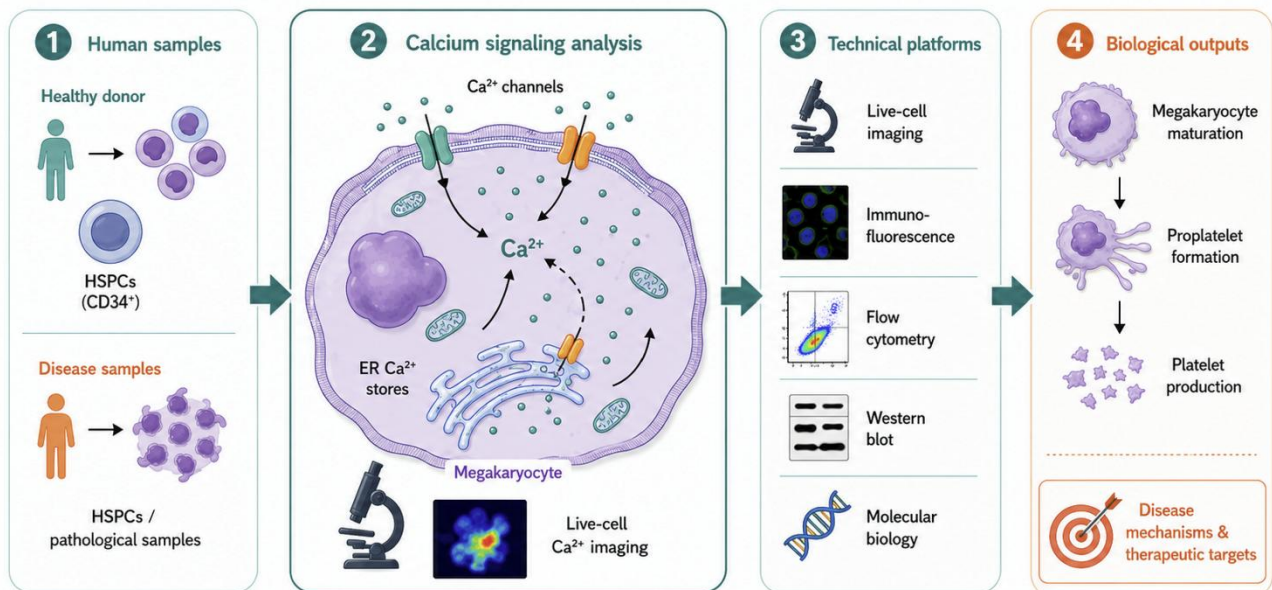 1 Human samples
Healthy donor
HSPCs
(CD34⁺)
Disease samples
HSPCs /
pathological samples
2 Calcium signaling analysis
Ca²⁺ channels
Ca²⁺
ER Ca²⁺
stores
Megakaryocyte
Live-cell
Ca²⁺ imaging
3 Technical platforms
Live-cell
imaging
Immuno-
fluorescence
Flow
cytometry
Western
blot
Molecular
biology
4 Biological outputs
Megakaryocyte
maturation
Proplatelet
formation
Platelet
production
Disease
mechanisms &
therapeutic targets